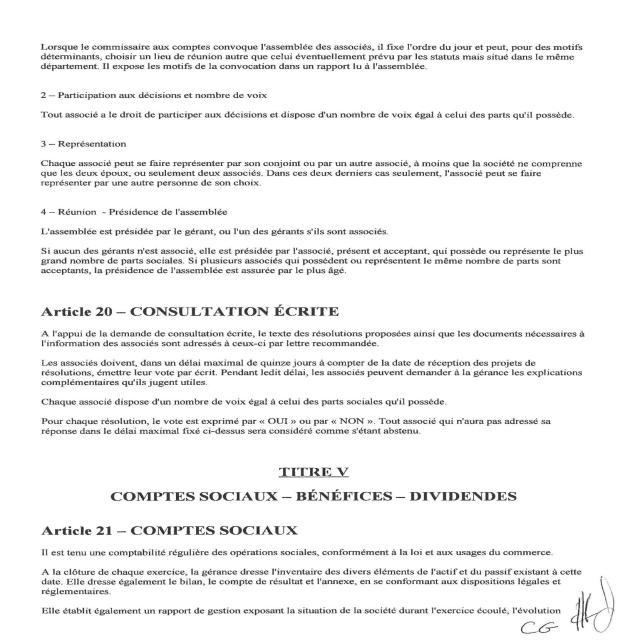 Lorsque le commissaire aux comptes convoque l'assemblée des associés, il fixe l'ordre du jour et peut, pour des motifs
déterminants, choisir un lieu de réunion autre que celui éventuellement prévu par les statuts mais situé dans le même
département. Il expose les motifs de la convocation dans un rapport lu à l'assemblée.
2 – Participation aux décisions et nombre de voix
Tout associé a le droit de participer aux décisions et dispose d'un nombre de voix égal à celui des parts qu'il possède.
3 – Représentation
Chaque associé peut se faire représenter par son conjoint ou par un autre associé, à moins que la société ne comprenne
que les deux époux, ou seulement deux associés. Dans ces deux derniers cas seulement, l'associé peut se faire
représenter par une autre personne de son choix.
4 – Réunion - Présidence de l'assemblée
L'assemblée est présidée par le gérant, ou l'un des gérants s'ils sont associés.
Si aucun des gérants n'est associé, elle est présidée par l'associé, présent et acceptant, qui possède ou représente le plus
grand nombre de parts sociales. Si plusieurs associés qui possèdent ou représentent le même nombre de parts sont
acceptants, la présidence de l'assemblée est assurée par le plus âgé.
Article 20 – CONSULTATION ÉCRITE
A l'appui de la demande de consultation écrite, le texte des résolutions proposées ainsi que les documents nécessaires à
l'information des associés sont adressés à ceux-ci par lettre recommandée.
Les associés doivent, dans un délai maximal de quinze jours à compter de la date de réception des projets de
résolutions, émettre leur vote par écrit. Pendant ledit délai, les associés peuvent demander à la gérance les explications
complémentaires qu'ils jugent utiles.
Chaque associé dispose d'un nombre de voix égal à celui des parts sociales qu'il possède.
Pour chaque résolution, le vote est exprimé par « OUI » ou par « NON ». Tout associé qui n'aura pas adressé sa
réponse dans le délai maximal fixé ci-dessus sera considéré comme s'étant abstenu.
TITRE V
COMPTES SOCIAUX – BÉNÉFICES – DIVIDENDES
Article 21 – COMPTES SOCIAUX
Il est tenu une comptabilité régulière des opérations sociales, conformément à la loi et aux usages du commerce.
A la clôture de chaque exercice, la gérance dresse l'inventaire des divers éléments de l'actif et du passif existant à cette
date. Elle dresse également le bilan, le compte de résultat et l'annexe, en se conformant aux dispositions légales et
réglementaires.
Elle établit également un rapport de gestion exposant la situation de la société durant l'exercice écoulé, l'évolution
CG